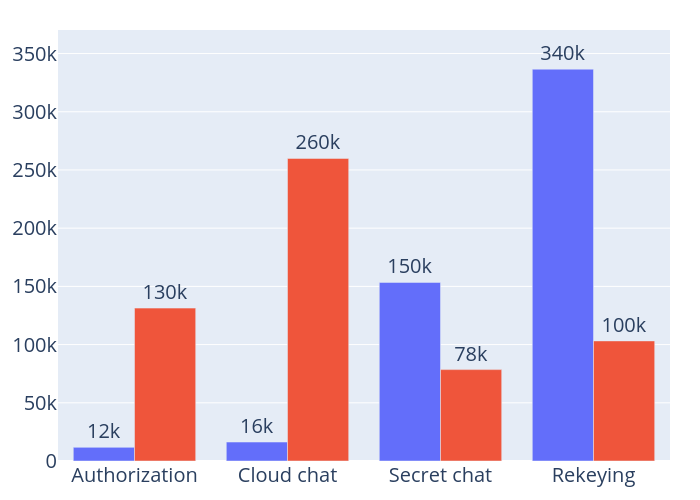 350k
300k
250k
200k
150k
100k
50k
0
340k
260k
150k
130k
100k
78k
16k
12k
Authorization Cloud chat Secret chat Rekeying